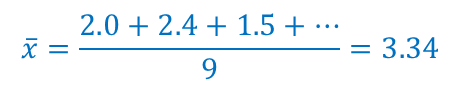 x̄ = (2.0 + 2.4 + 1.5 + ⋯) / 9 = 3.34